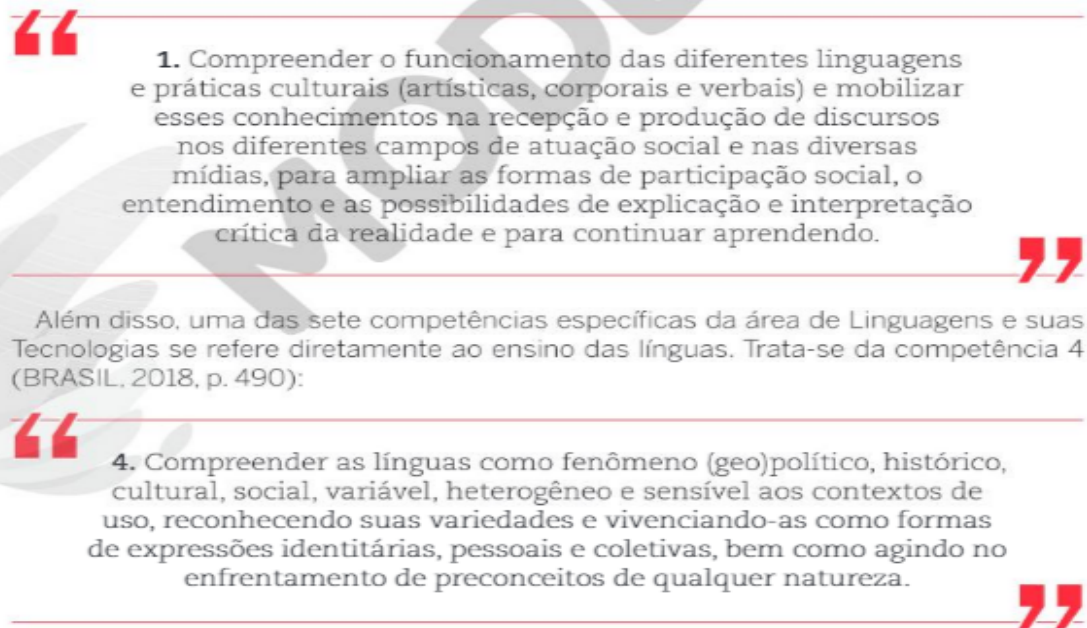 “
1. Compreender o funcionamento das diferentes linguagens
e práticas culturais (artísticas, corporais e verbais) e mobilizar
esses conhecimentos na recepção e produção de discursos
nos diferentes campos de atuação social e nas diversas
mídias, para ampliar as formas de participação social, o
entendimento e as possibilidades de explicação e interpretação
crítica da realidade e para continuar aprendendo.
”
Além disso, uma das sete competências específicas da área de Linguagens e suas
Tecnologias se refere diretamente ao ensino das línguas. Trata-se da competência 4
(BRASIL, 2018, p. 490):
“
4. Compreender as línguas como fenômeno (geo)político, histórico,
cultural, social, variável, heterogêneo e sensível aos contextos de
uso, reconhecendo suas variedades e vivenciando-as como formas
de expressões identitárias, pessoais e coletivas, bem como agindo no
enfrentamento de preconceitos de qualquer natureza.
”